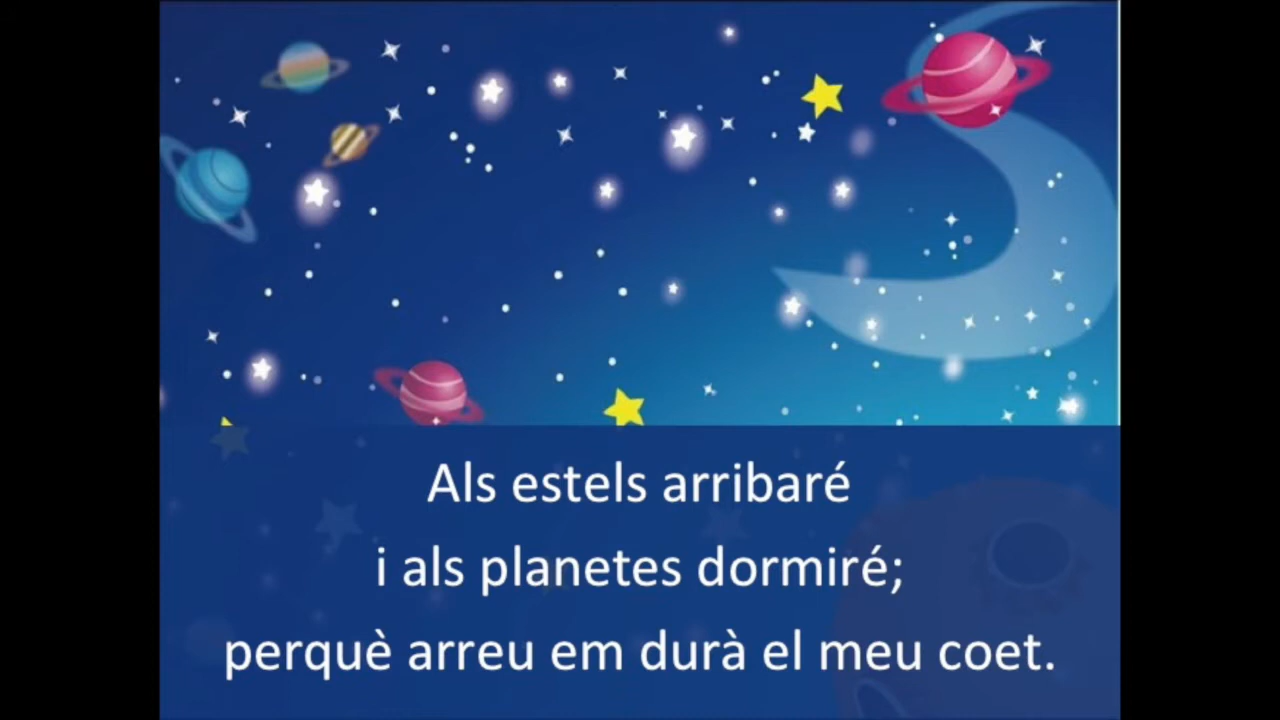 Als estels arribaré
i als planetes dormiré;
perquè arreu em durà el meu coet.